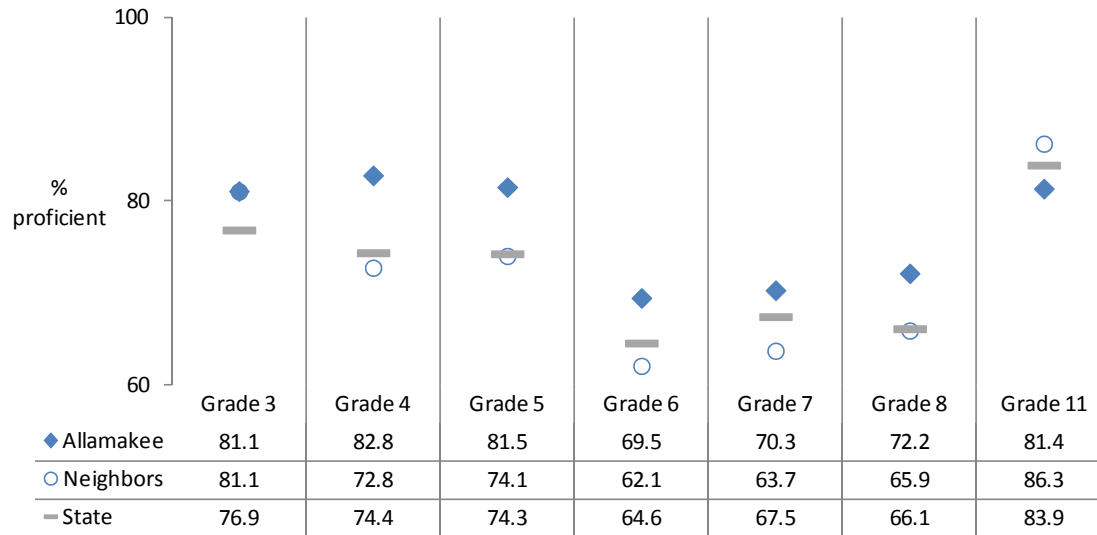 100
80
60
%
proficient
Grade 3 Grade 4 Grade 5 Grade 6 Grade 7 Grade 8 Grade 11
Allamakee 81.1 82.8 81.5 69.5 70.3 72.2 81.4
Neighbors 81.1 72.8 74.1 62.1 63.7 65.9 86.3
State 76.9 74.4 74.3 64.6 67.5 66.1 83.9